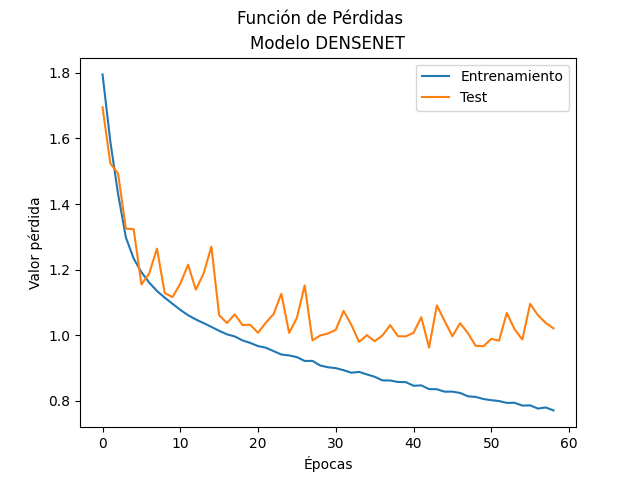 Función de Pérdidas
Modelo DENSENET
Entrenamiento
Test
Valor pérdida
1.8
1.6
1.4
1.2
1.0
0.8
0
10
20
30
40
50
60
Épocas